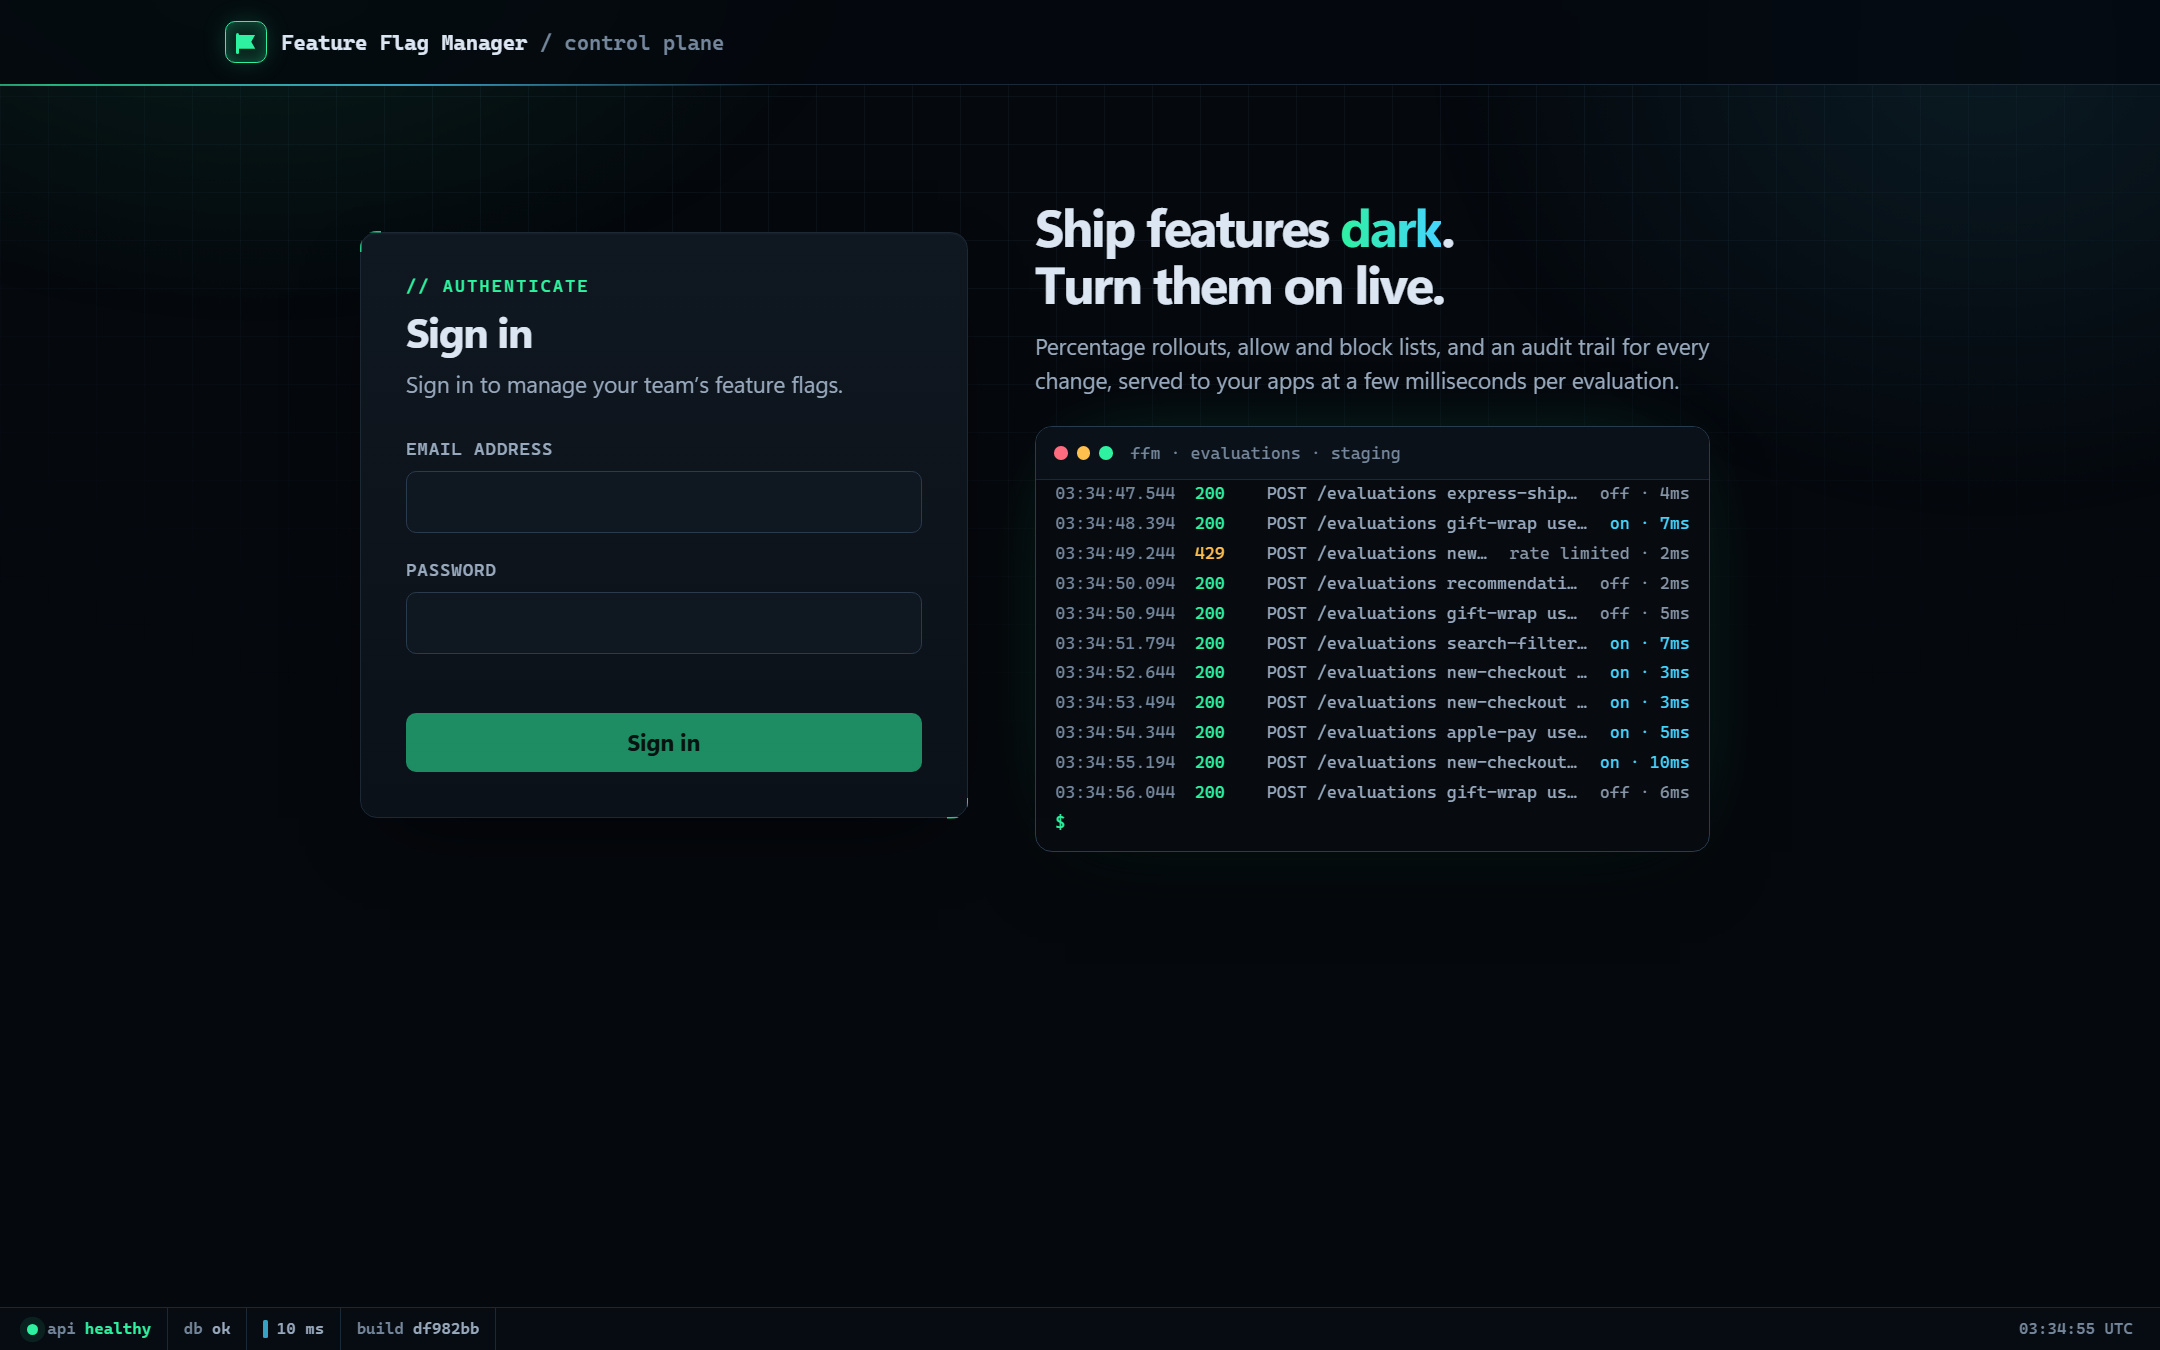 Feature Flag Manager / control plane
// AUTHENTICATE
Sign in
Sign in to manage your team’s feature flags.
EMAIL ADDRESS
PASSWORD
Sign in
Ship features dark.
Turn them on live.
Percentage rollouts, allow and block lists, and an audit trail for every
change, served to your apps at a few milliseconds per evaluation.
ffm · evaluations · staging
03:34:47.544 200 POST /evaluations express-ship… off · 4ms
03:34:48.394 200 POST /evaluations gift-wrap use… on · 7ms
03:34:49.244 429 POST /evaluations new… rate limited · 2ms
03:34:50.094 200 POST /evaluations recommendati… off · 2ms
03:34:50.944 200 POST /evaluations gift-wrap us… off · 5ms
03:34:51.794 200 POST /evaluations search-filter… on · 7ms
03:34:52.644 200 POST /evaluations new-checkout … on · 3ms
03:34:53.494 200 POST /evaluations new-checkout … on · 3ms
03:34:54.344 200 POST /evaluations apple-pay use… on · 5ms
03:34:55.194 200 POST /evaluations new-checkout… on · 10ms
03:34:56.044 200 POST /evaluations gift-wrap us… off · 6ms
$
api healthy db ok 10 ms build df982bb 03:34:55 UTC